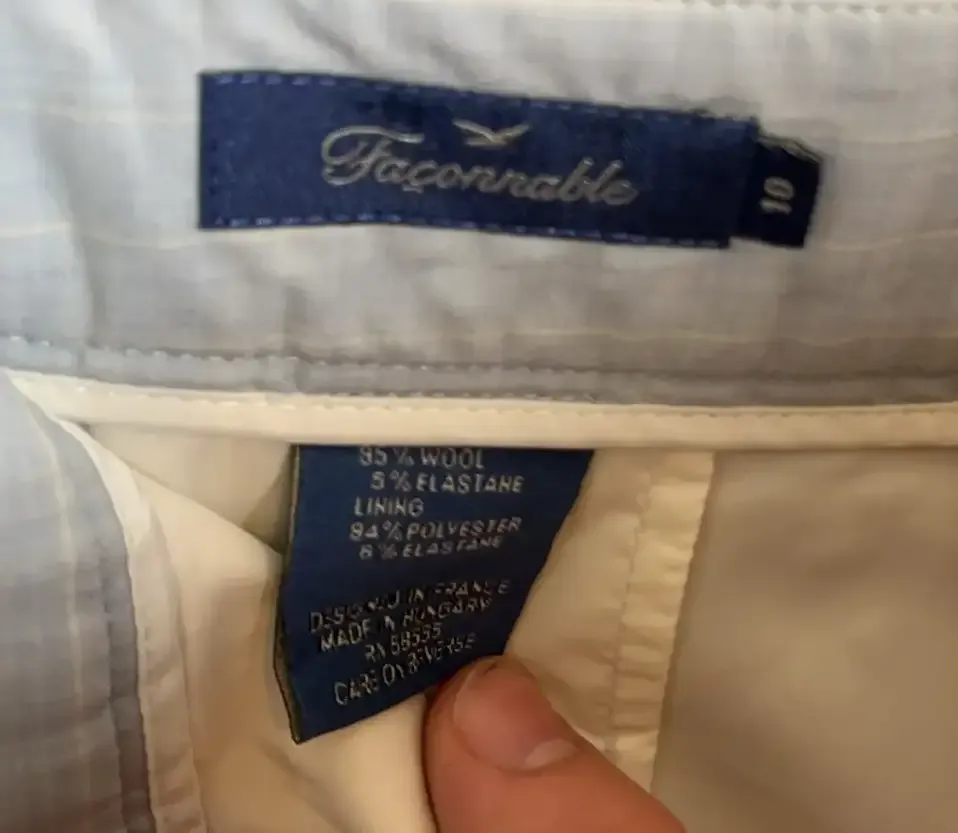 Façonnable
10
95% WOOL
5% ELASTANE
LINING
94% POLYESTER
6% ELASTANE
DESIGNED IN FRANCE
MADE IN HUNGARY
RN 58535
CARE ON REVERSE